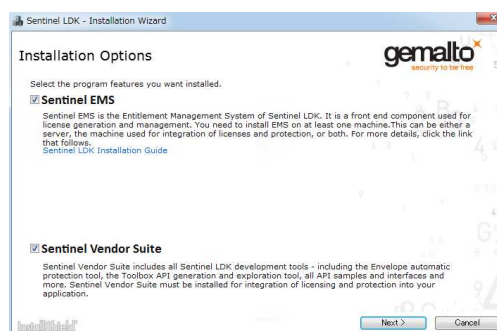 Sentinel LDK - Installation Wizard
Installation Options
gemalto
security to be free
Select the program features you want installed.
Sentinel EMS
Sentinel EMS is the Entitlement Management System of Sentinel LDK. It is a front end component used for
license generation and management. You need to install EMS on at least one machine.This can be either a
server, the machine used for integration of licenses and protection, or both. For more details, click the link
that follows.
Sentinel LDK Installation Guide
Sentinel Vendor Suite
Sentinel Vendor Suite includes all Sentinel LDK development tools - including the Envelope automatic
protection tool, the Toolbox API generation and exploration tool, all API samples and interfaces and
more. Sentinel Vendor Suite must be installed for integration of licensing and protection into your
application.
InstallShield
Next >
Cancel